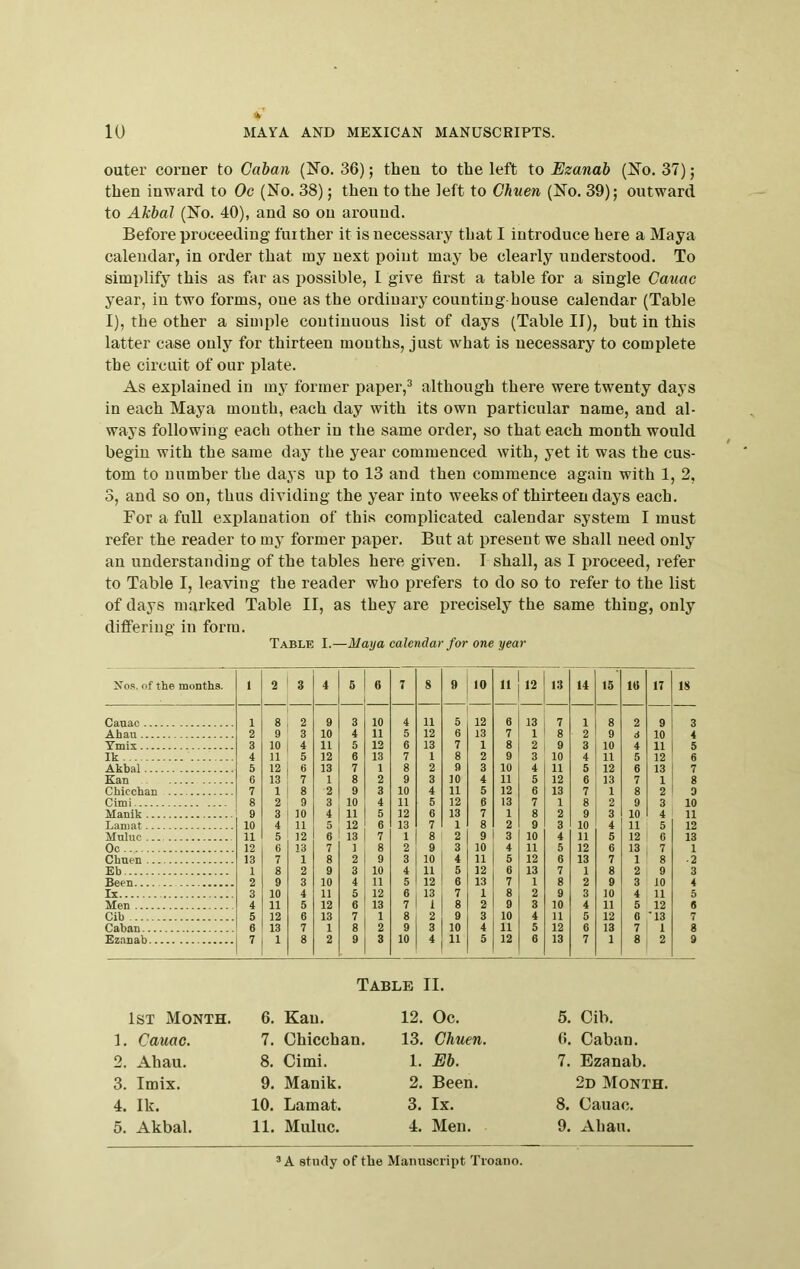 10 MAYA AND MEXICAN MANUSCRIPTS.
outer corner to Caban (No. 36); then to the left to Ezanab (No. 37);
then inward to Oc (No. 38); then to the left to Chuen (No. 39); outward
to Akbal (No. 40), and so on around.
Before proceeding further it is necessary that I introduce here a Maya
calendar, in order that my next point may be clearly understood. To
simplify this as far as possible, I give first a table for a single Cauac
year, in two forms, one as the ordinary counting-house calendar (Table
I), the other a simple continuous list of days (Table II), but in this
latter case only for thirteen months, just what is necessary to complete
the circuit of our plate.
As explained in my former paper,³ although there were twenty days
in each Maya month, each day with its own particular name, and al-
ways following each other in the same order, so that each month would
begin with the same day the year commenced with, yet it was the cus-
tom to number the days up to 13 and then commence again with 1, 2,
3, and so on, thus dividing the year into weeks of thirteen days each.
For a full explanation of this complicated calendar system I must
refer the reader to my former paper. But at present we shall need only
an understanding of the tables here given. I shall, as I proceed, refer
to Table I, leaving the reader who prefers to do so to refer to the list
of days marked Table II, as they are precisely the same thing, only
differing in form.
TABLE I.—Maya calendar for one year
Nos. of the months. 1 2 3 4 5 6 7 8 9 10 11 12 13 14 15 16 17 18
Cauac 1 8 2 9 3 10 4 11 5 12 6 13 7 1 8 2 9 3
Ahau 2 9 3 10 4 11 5 12 6 13 7 1 8 2 9 3 10 4
Ymix 3 10 4 11 5 12 6 13 7 1 8 2 9 3 10 4 11 5
Ik 4 11 5 12 6 13 7 1 8 2 9 3 10 4 11 5 12 6
Akbal 5 12 6 13 7 1 8 2 9 3 10 4 11 5 12 6 13 7
Kan 6 13 7 1 8 2 9 3 10 4 11 5 12 6 13 7 1 8
Chicchan 7 1 8 2 9 3 10 4 11 5 12 6 13 7 1 8 2 9
Cimi 8 2 9 3 10 4 11 5 12 6 13 7 1 8 2 9 3 10
Manik 9 3 10 4 11 5 12 6 13 7 1 8 2 9 3 10 4 11
Lamat 10 4 11 5 12 6 13 7 1 8 2 9 3 10 4 11 5 12
Muluc 11 5 12 6 13 7 1 8 2 9 3 10 4 11 5 12 6 13
Oc 12 6 13 7 1 8 2 9 3 10 4 11 5 12 6 13 7 1
Chuen 13 7 1 8 2 9 3 10 4 11 5 12 6 13 7 1 8 2
Eb 1 8 2 9 3 10 4 11 5 12 6 13 7 1 8 2 9 3
Been 2 9 3 10 4 11 5 12 6 13 7 1 8 2 9 3 10 4
Ix 3 10 4 11 5 12 6 13 7 1 8 2 9 3 10 4 11 5
Men 4 11 5 12 6 13 7 1 8 2 9 3 10 4 11 5 12 6
Cib 5 12 6 13 7 1 8 2 9 3 10 4 11 5 12 6 13 7
Caban 6 13 7 1 8 2 9 3 10 4 11 5 12 6 13 7 1 8
Ezanab 7 1 8 2 9 3 10 4 11 5 12 6 13 7 1 8 2 9
TABLE II.
1ST MONTH. 6. Kan. 12. Oc. 5. Cib.
1. Cauac. 7. Chicchan. 13. Chuen. 6. Caban.
2. Ahau. 8. Cimi. 1. Eb. 7. Ezanab.
3. Imix. 9. Manik. 2. Been. 2D MONTH.
4. Ik. 10. Lamat. 3. Ix. 8. Cauac.
5. Akbal. 11. Muluc. 4. Men. 9. Ahau.
³A study of the Manuscript Troano.